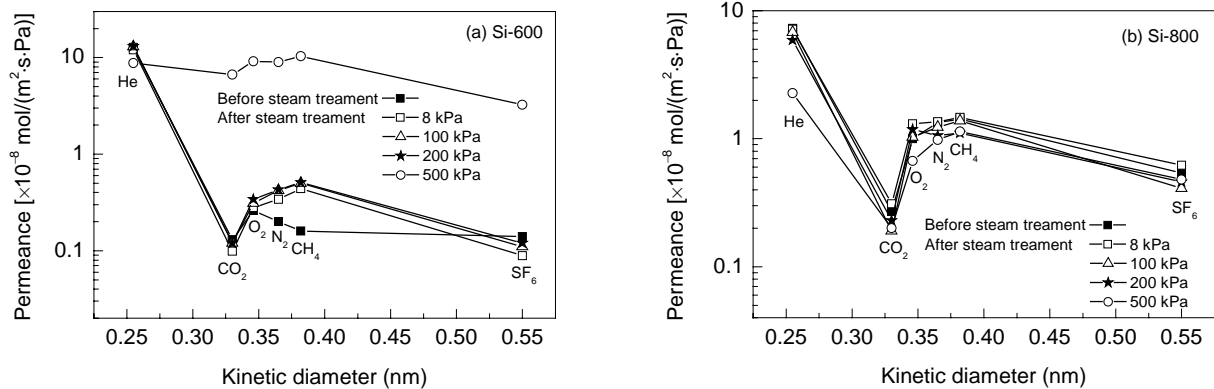 (a) Si-600
Permeance [×10⁻⁸ mol/(m²·s·Pa)]
10
1
0.1
He
Before steam treament
After steam treament
8 kPa
100 kPa
200 kPa
500 kPa
CO₂
O₂
N₂
CH₄
SF₆
0.25 0.30 0.35 0.40 0.45 0.50 0.55
Kinetic diameter (nm)
(b) Si-800
Permeance [×10⁻⁸ mol/(m²·s·Pa)]
10
1
0.1
He
O₂
N₂
CH₄
CO₂
SF₆
Before steam treament
After steam treament
8 kPa
100 kPa
200 kPa
500 kPa
0.25 0.30 0.35 0.40 0.45 0.50 0.55
Kinetic diameter (nm)